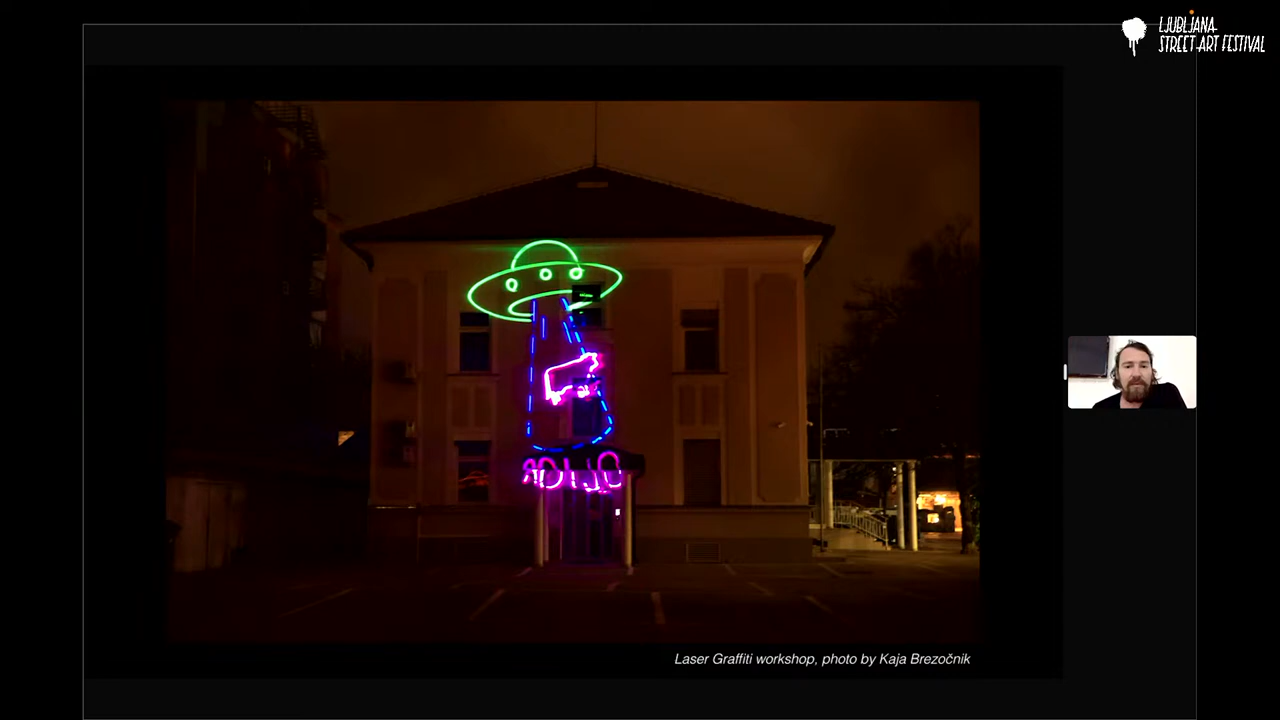 LJUBLJANA
STREET ART FESTIVAL
Laser Graffiti workshop, photo by Kaja Brezočnik